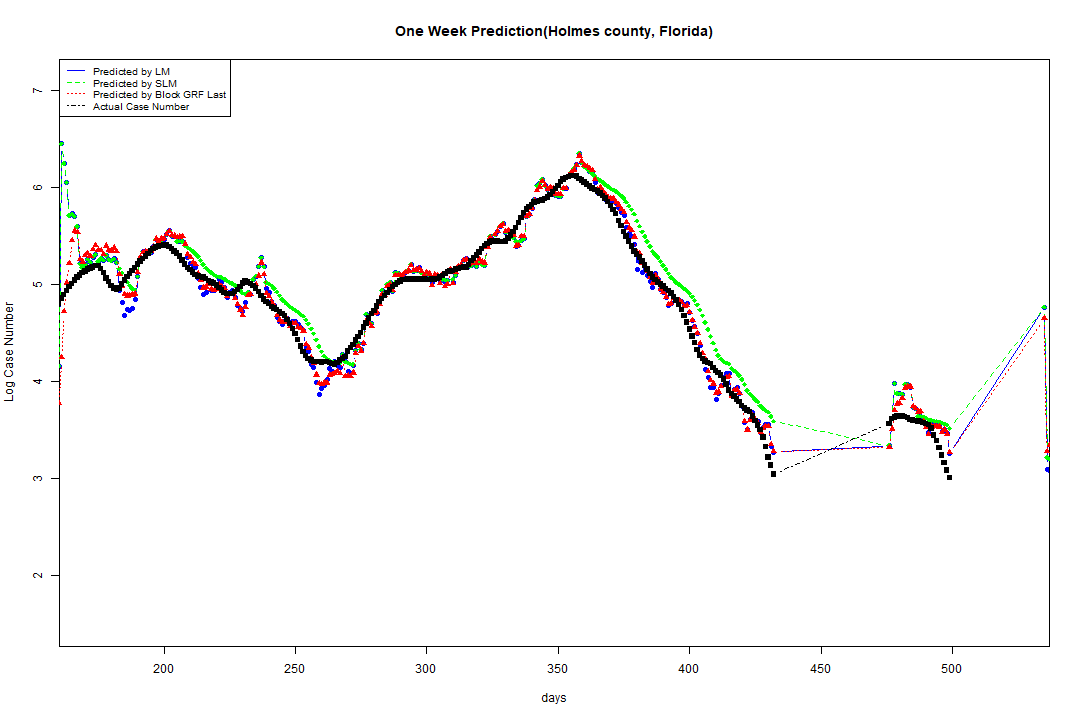 One Week Prediction(Holmes county, Florida)
Predicted by LM
Predicted by SLM
Predicted by Block GRF Last
Actual Case Number
7
6
5
4
3
2
Log Case Number
200 250 300 350 400 450 500
days